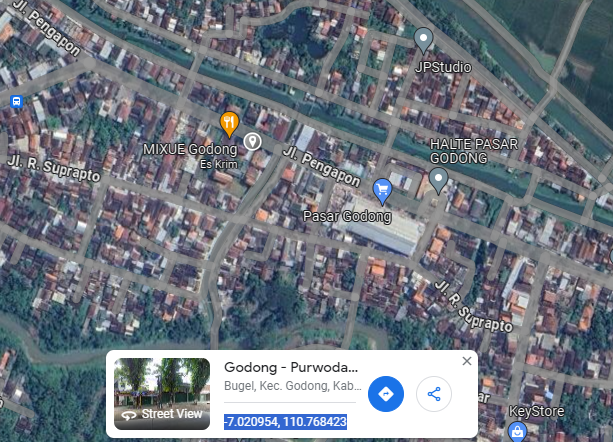 Jl. Pengapon
JPStudio
MIXUE Godong
Es Krim
Jl. Pengapon
HALTE PASAR
GODONG
Jl. R. Suprapto
Pasar Godong
Jl. R. Suprapto
Godong - Purwoda...
Bugel, Kec. Godong, Kab...
Street View
-7.020954, 110.768423
ar
KeyStore